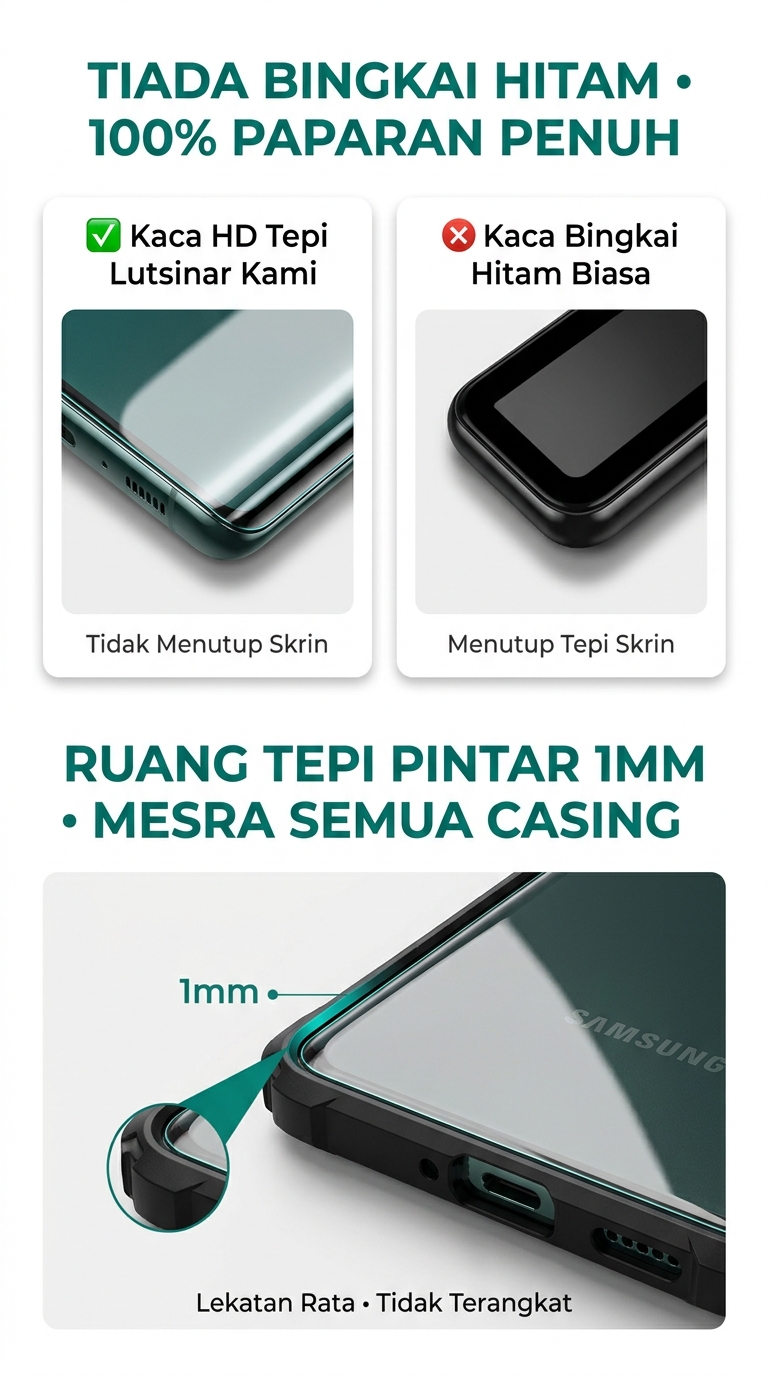 TIADA BINGKAI HITAM •
100% PAPARAN PENUH
✅ Kaca HD Tepi
Lutsinar Kami
❌ Kaca Bingkai
Hitam Biasa
Tidak Menutup Skrin
Menutup Tepi Skrin
RUANG TEPI PINTAR 1MM
• MESRA SEMUA CASING
1mm
SAMSUNG
Lekatan Rata • Tidak Terangkat